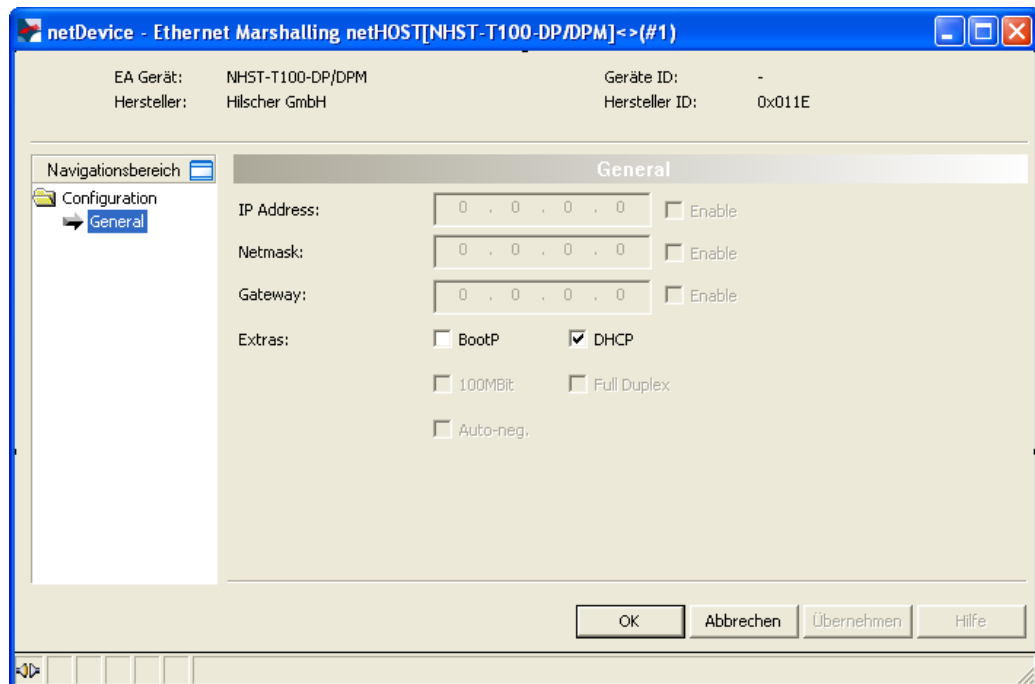 netDevice - Ethernet Marshalling netHOST[NHST-T100-DP/DPM]<>(#1)
EA Gerät: NHST-T100-DP/DPM Geräte ID: -
Hersteller: Hilscher GmbH Hersteller ID: 0x011E
Navigationsbereich General
Configuration
General
IP Address: 0 . 0 . 0 . 0 Enable
Netmask: 0 . 0 . 0 . 0 Enable
Gateway: 0 . 0 . 0 . 0 Enable
Extras: BootP DHCP
100MBit Full Duplex
Auto-neg.
OK Abbrechen Übernehmen Hilfe